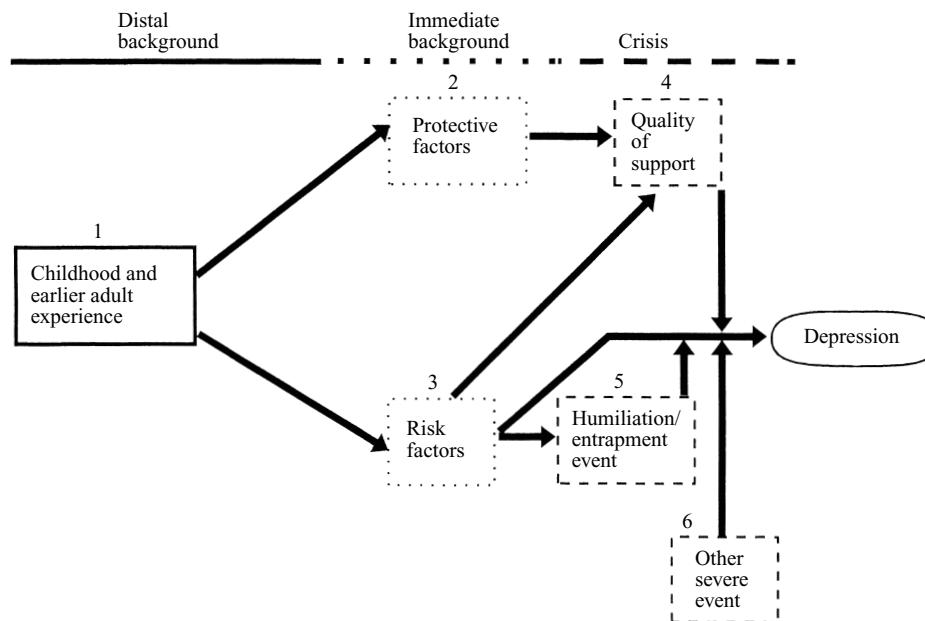 Distal
background
Immediate
background
Crisis
2
Protective
factors
4
Quality
of
support
1
Childhood and
earlier adult
experience
Depression
3
Risk
factors
5
Humiliation/
entrapment
event
6
Other
severe
event